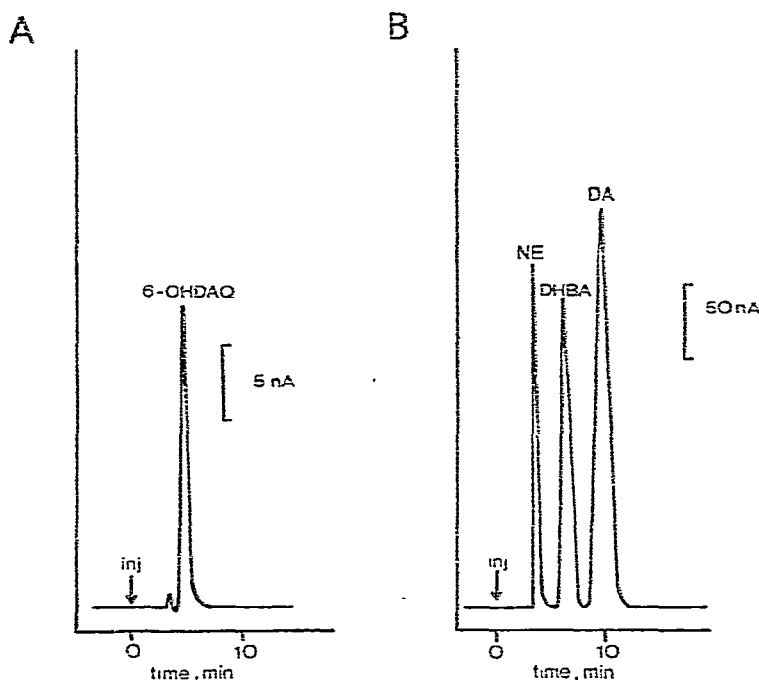 A
6-OHDAQ
5 nA
inj
0 10
time, min
B
DA
NE
DHBA
50 nA
inj
0 10
time, min